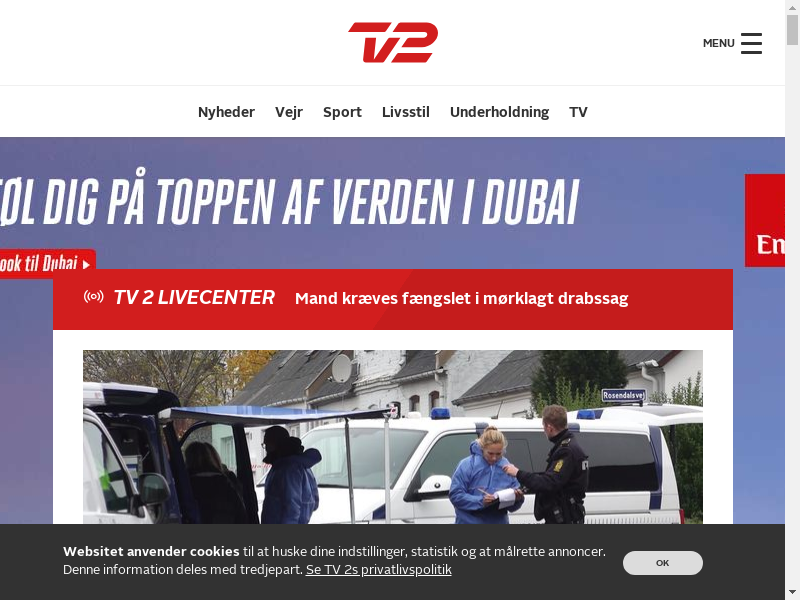 TV2
MENU
Nyheder Vejr Sport Livsstil Underholdning TV
ØL DIG PÅ TOPPEN AF VERDEN I DUBAI
ook til Dubai
Em
TV 2 LIVECENTER Mand kræves fængslet i mørklagt drabssag
Rosendalsvej
Websitet anvender cookies til at huske dine indstillinger, statistik og at målrette annoncer.
Denne information deles med tredjepart. Se TV 2s privatlivspolitik
OK